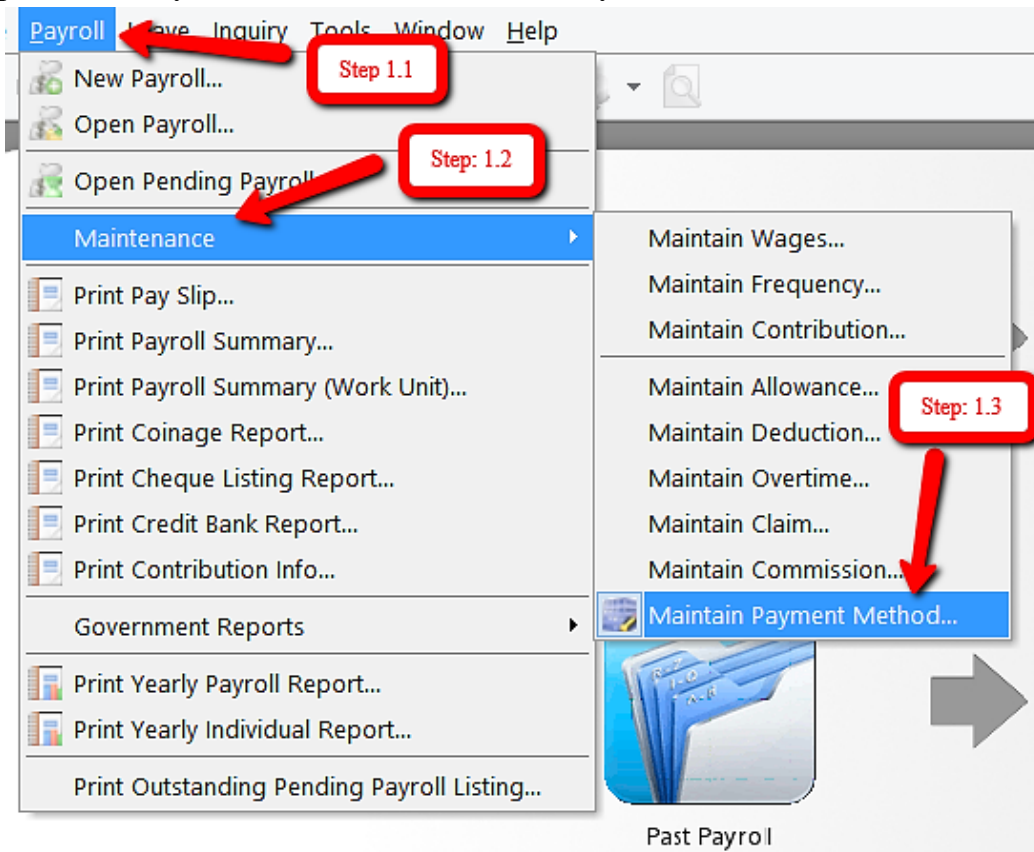 Payroll Leave Inquiry Tools Window Help
Step 1.1
New Payroll...
Open Payroll...
Step: 1.2
Open Pending Payroll
Maintenance
Maintain Wages...
Maintain Frequency...
Maintain Contribution...
Print Pay Slip...
Print Payroll Summary...
Print Payroll Summary (Work Unit)...
Print Coinage Report...
Print Cheque Listing Report...
Print Credit Bank Report...
Print Contribution Info...
Maintain Allowance...
Step: 1.3
Maintain Deduction...
Maintain Overtime...
Maintain Claim...
Maintain Commission...
Maintain Payment Method...
Government Reports
Print Yearly Payroll Report...
Print Yearly Individual Report...
Print Outstanding Pending Payroll Listing...
Past Payroll